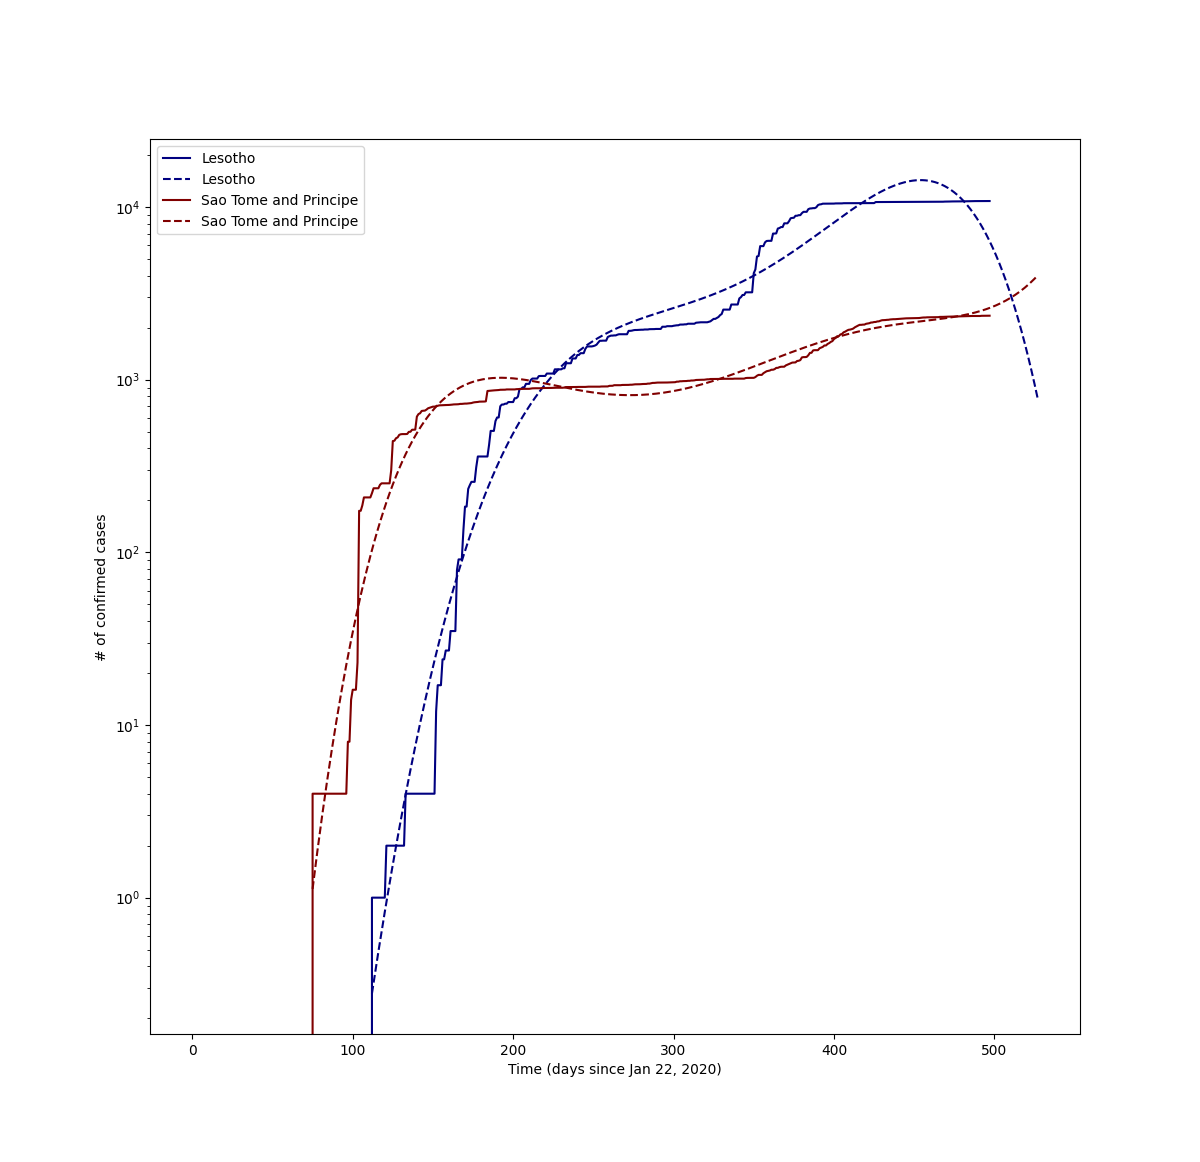 Lesotho
Lesotho
Sao Tome and Principe
Sao Tome and Principe
10^4
10^3
10^2
10^1
10^0
# of confirmed cases
0 100 200 300 400 500
Time (days since Jan 22, 2020)